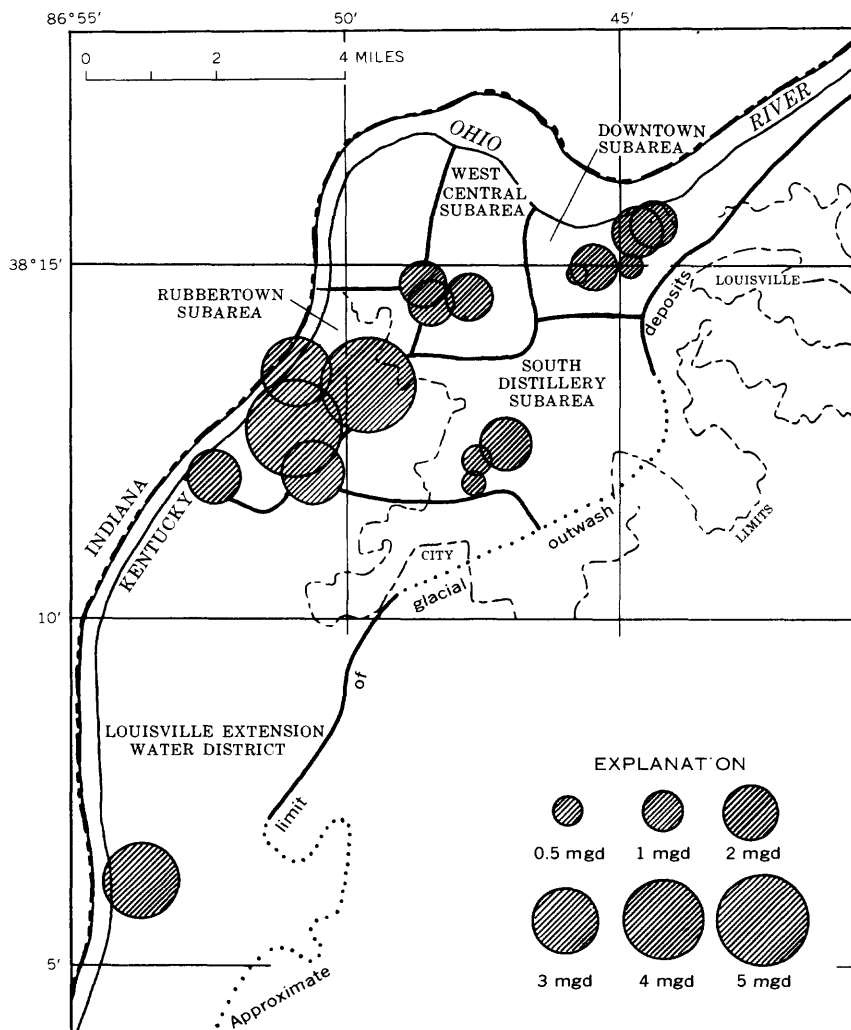 86°55'
50'
45'
0 2 4 MILES
OHIO
RIVER
DOWNTOWN
SUBAREA
WEST
CENTRAL
SUBAREA
38°15'
LOUISVILLE
deposits
RUBBERTOWN
SUBAREA
SOUTH
DISTILLERY
SUBAREA
INDIANA
KENTUCKY
LIMITS
outwash
CITY
glacial
10'
of
LOUISVILLE EXTENSION
WATER DISTRICT
limit
EXPLANATION
0.5 mgd 1 mgd 2 mgd
3 mgd 4 mgd 5 mgd
5'
Approximate